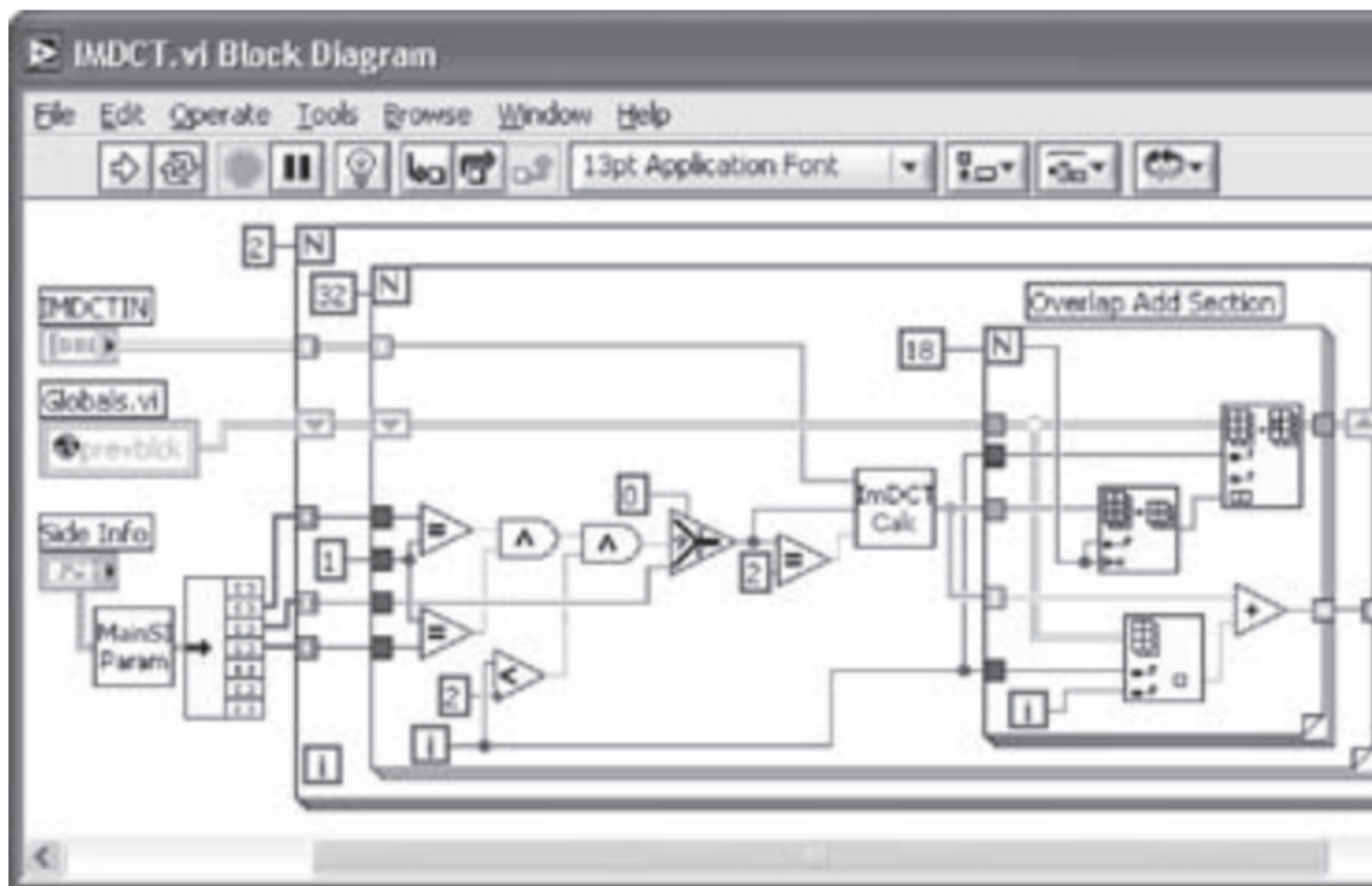 IMDCT.vi Block Diagram
File Edit Operate Tools Browse Window Help
13pt Application Font
2 N
32 N
IMDCTIN
Overlap Add Section
18 N
Globals.vi
prevblck
0
ImDCT
Calc
Side Info
1
2
MainSI
Param
2
i
i
i